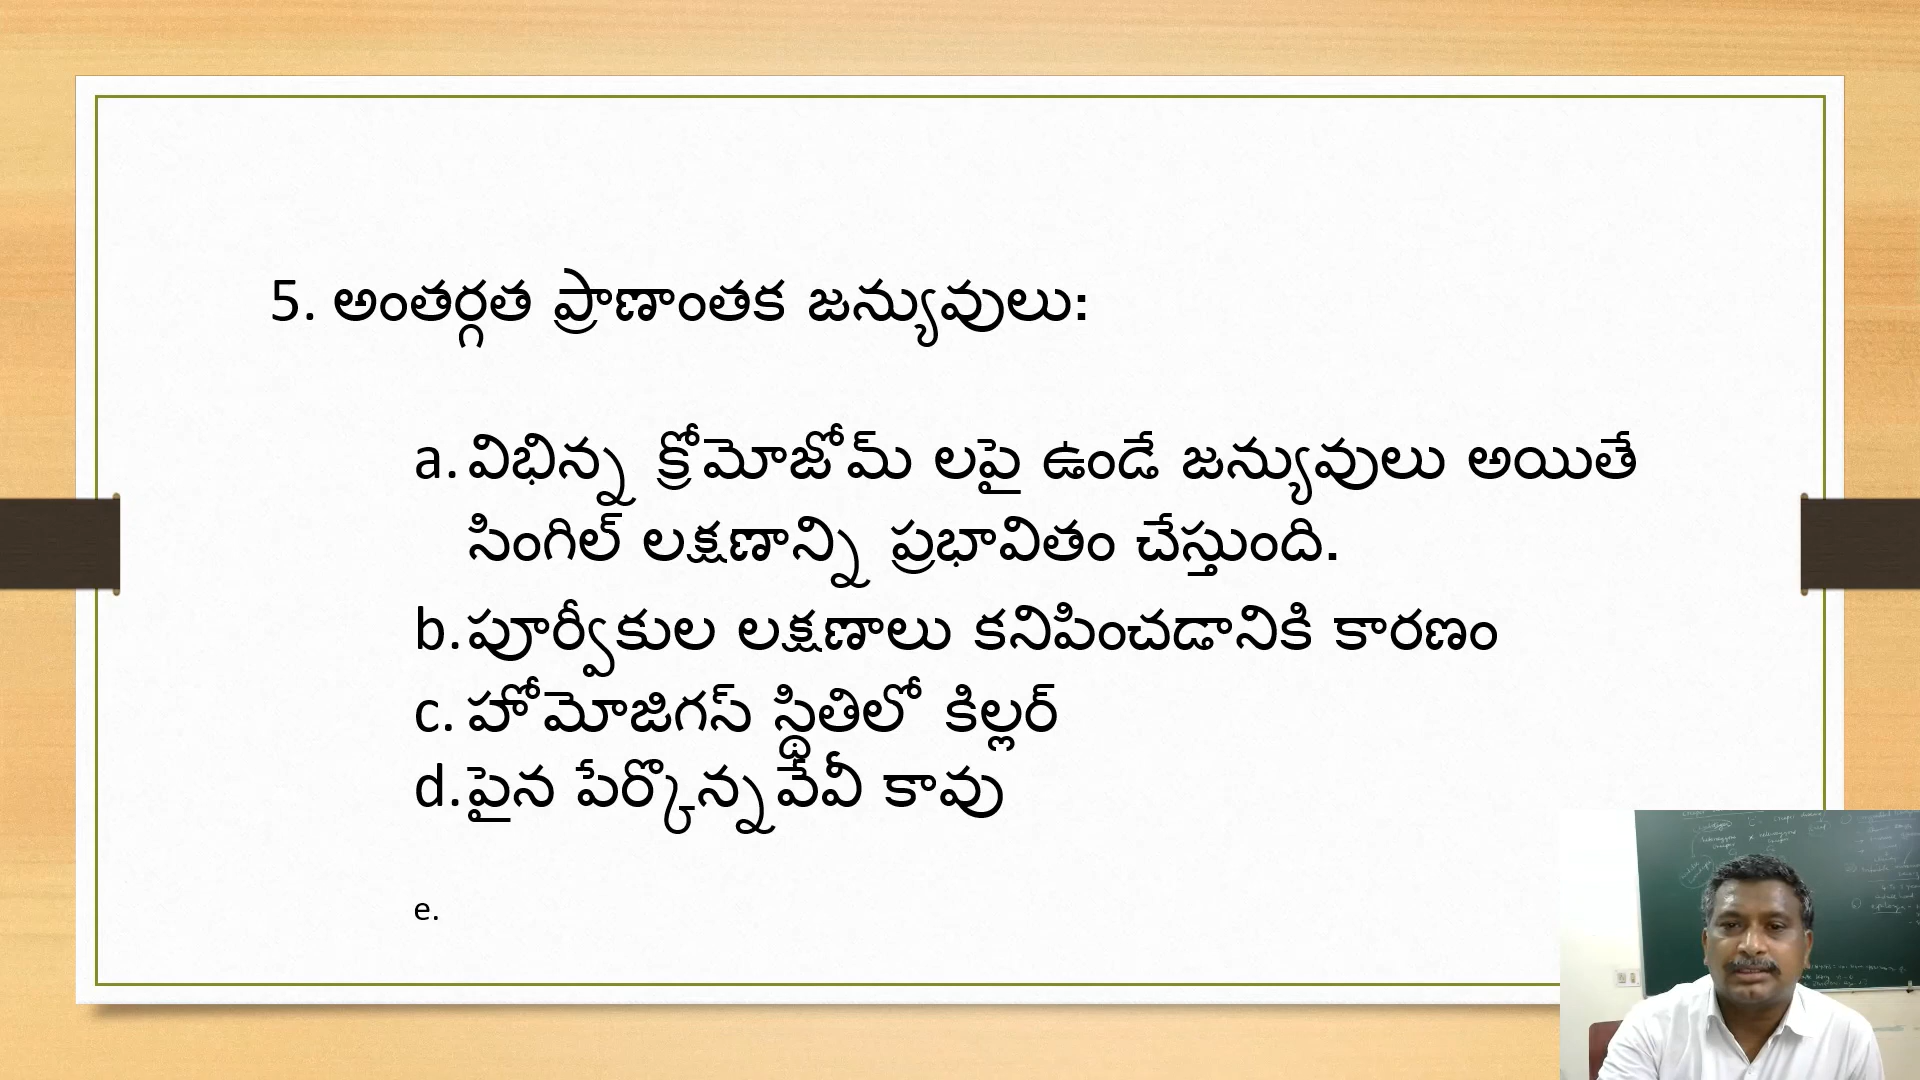 5. అంతర్గత ప్రాణాంతక జన్యువులు:
a. విభిన్న క్రోమోజోమ్ లపై ఉండే జన్యువులు అయితే
సింగిల్ లక్షణాన్ని ప్రభావితం చేస్తుంది.
b. పూర్వీకుల లక్షణాలు కనిపించడానికి కారణం
c. హోమోజిగస్ స్థితిలో కిల్లర్
d. పైన పేర్కొన్నవేవీ కావు
e.